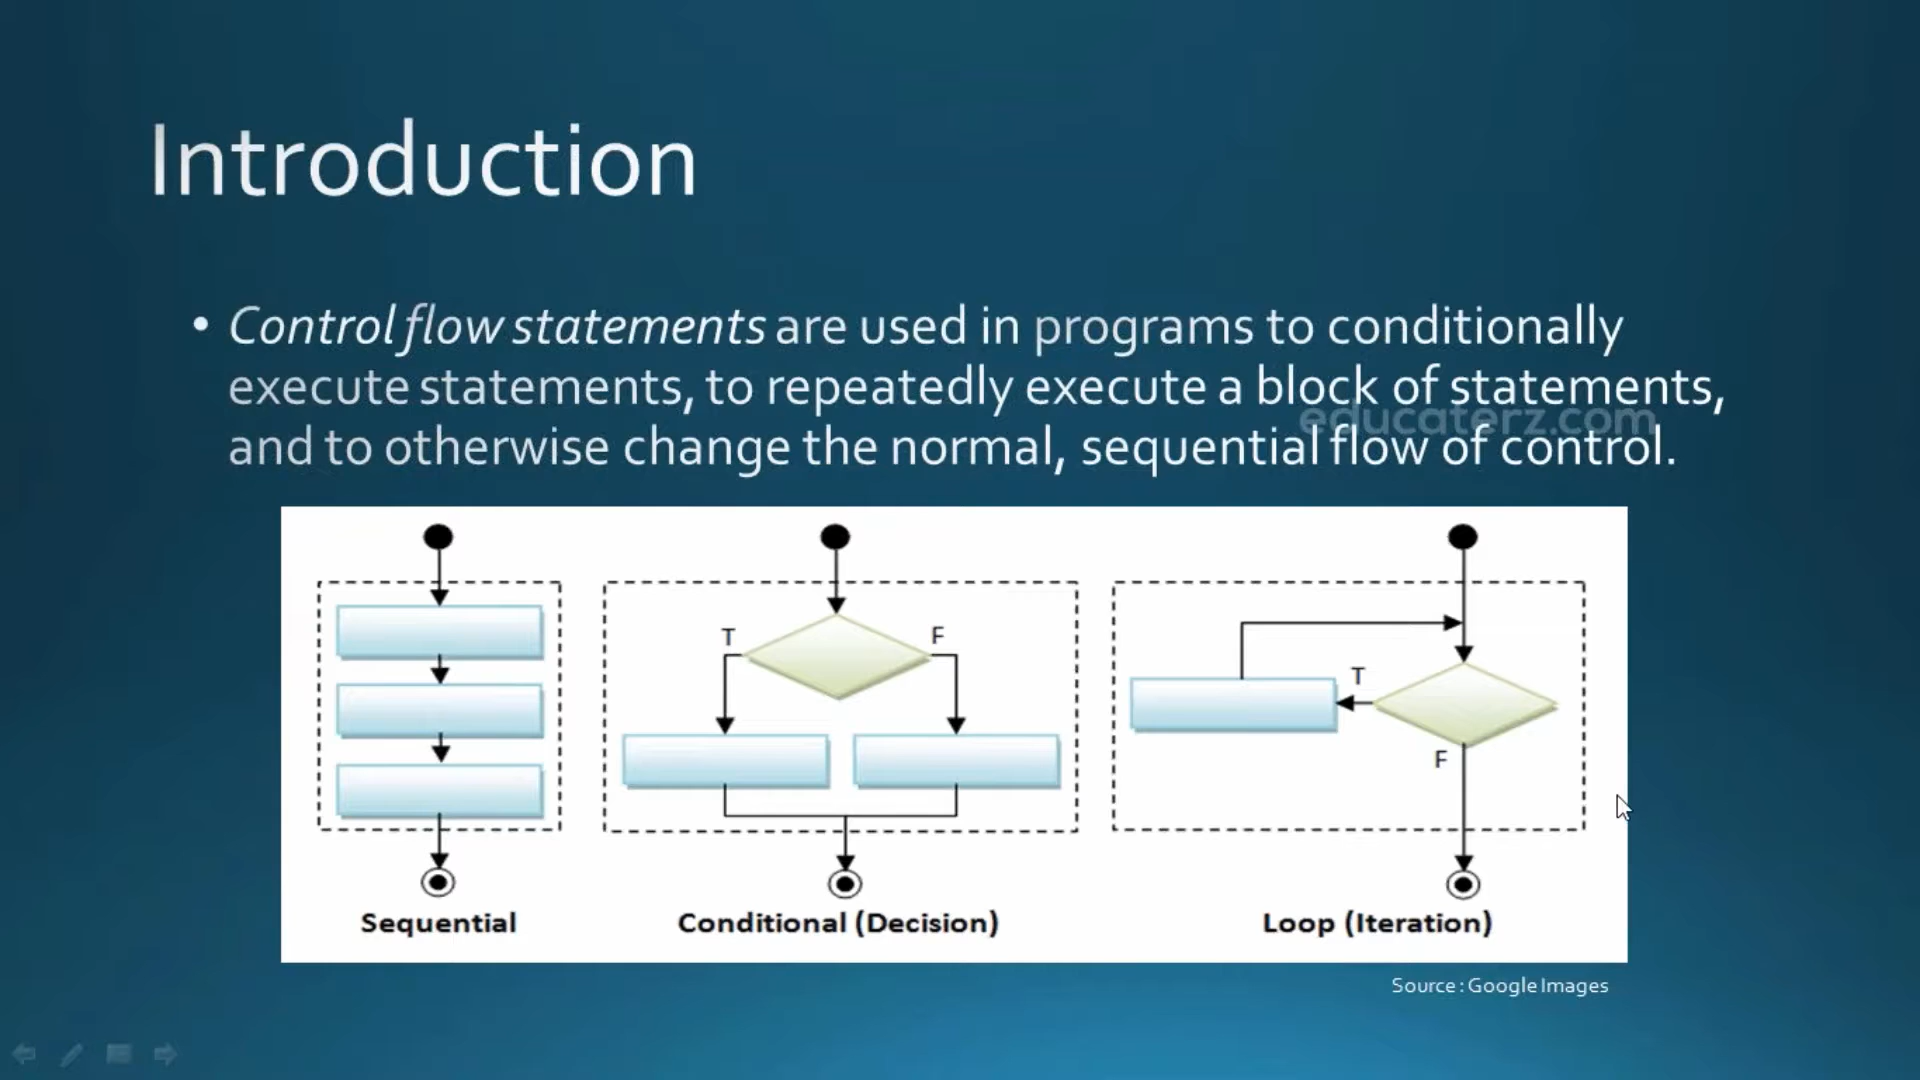 Introduction
• Control flow statements are used in programs to conditionally
execute statements, to repeatedly execute a block of statements,
educaterz.com
and to otherwise change the normal, sequential flow of control.
T
F
T
F
Sequential
Conditional (Decision)
Loop (Iteration)
Source : Google Images